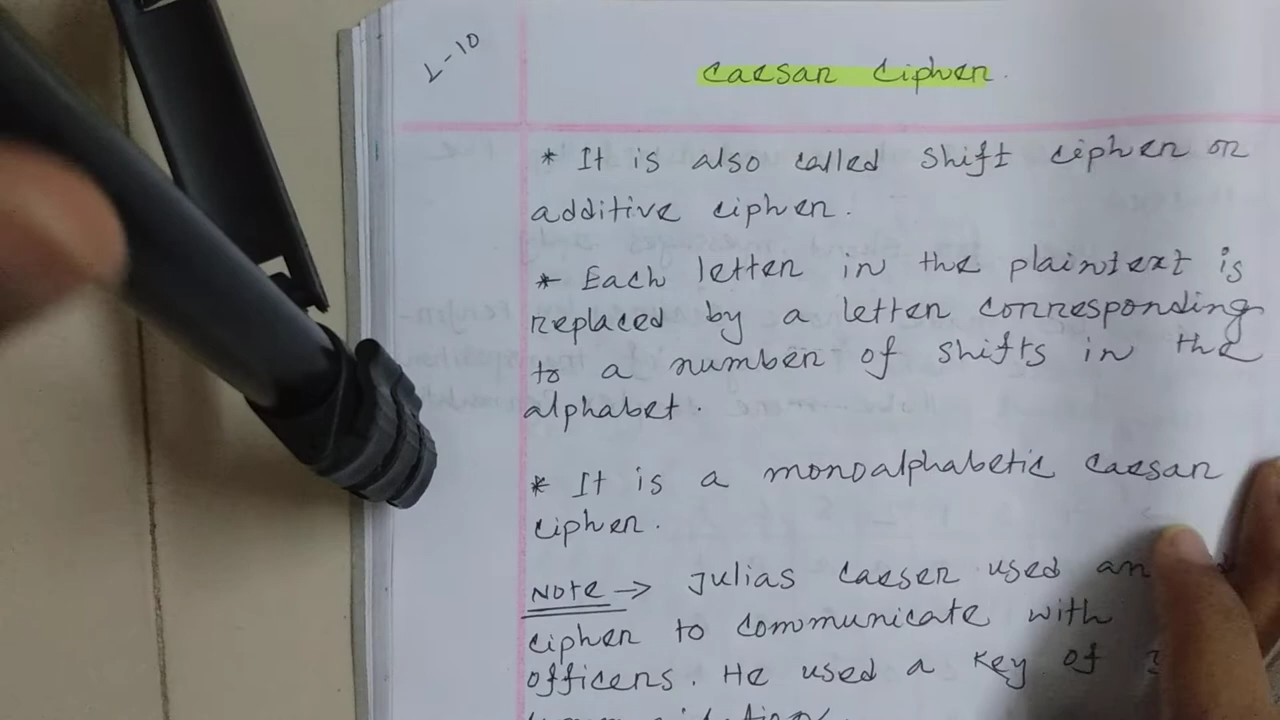 L-10
Caesar Cipher.
* It is also called shift cipher or
additive cipher.
* Each letter in the plaintext is
replaced by a letter corresponding
to a number of shifts in the
alphabet.
* It is a monoalphabetic Caesar
cipher.
NOTE → Julias Caeser used an
cipher to communicate with
officers. He used a key of